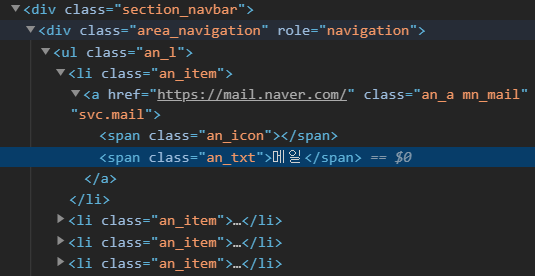 ▼<div class="section_navbar">
▼<div class="area_navigation" role="navigation">
▼<ul class="an_l">
▼<li class="an_item">
▼<a href="https://mail.naver.com/" class="an_a mn_mail"
"svc.mail">
<span class="an_icon"></span>
<span class="an_txt">메일</span> == $0
</a>
</li>
▶<li class="an_item">…</li>
▶<li class="an_item">…</li>
▶<li class="an_item">…</li>